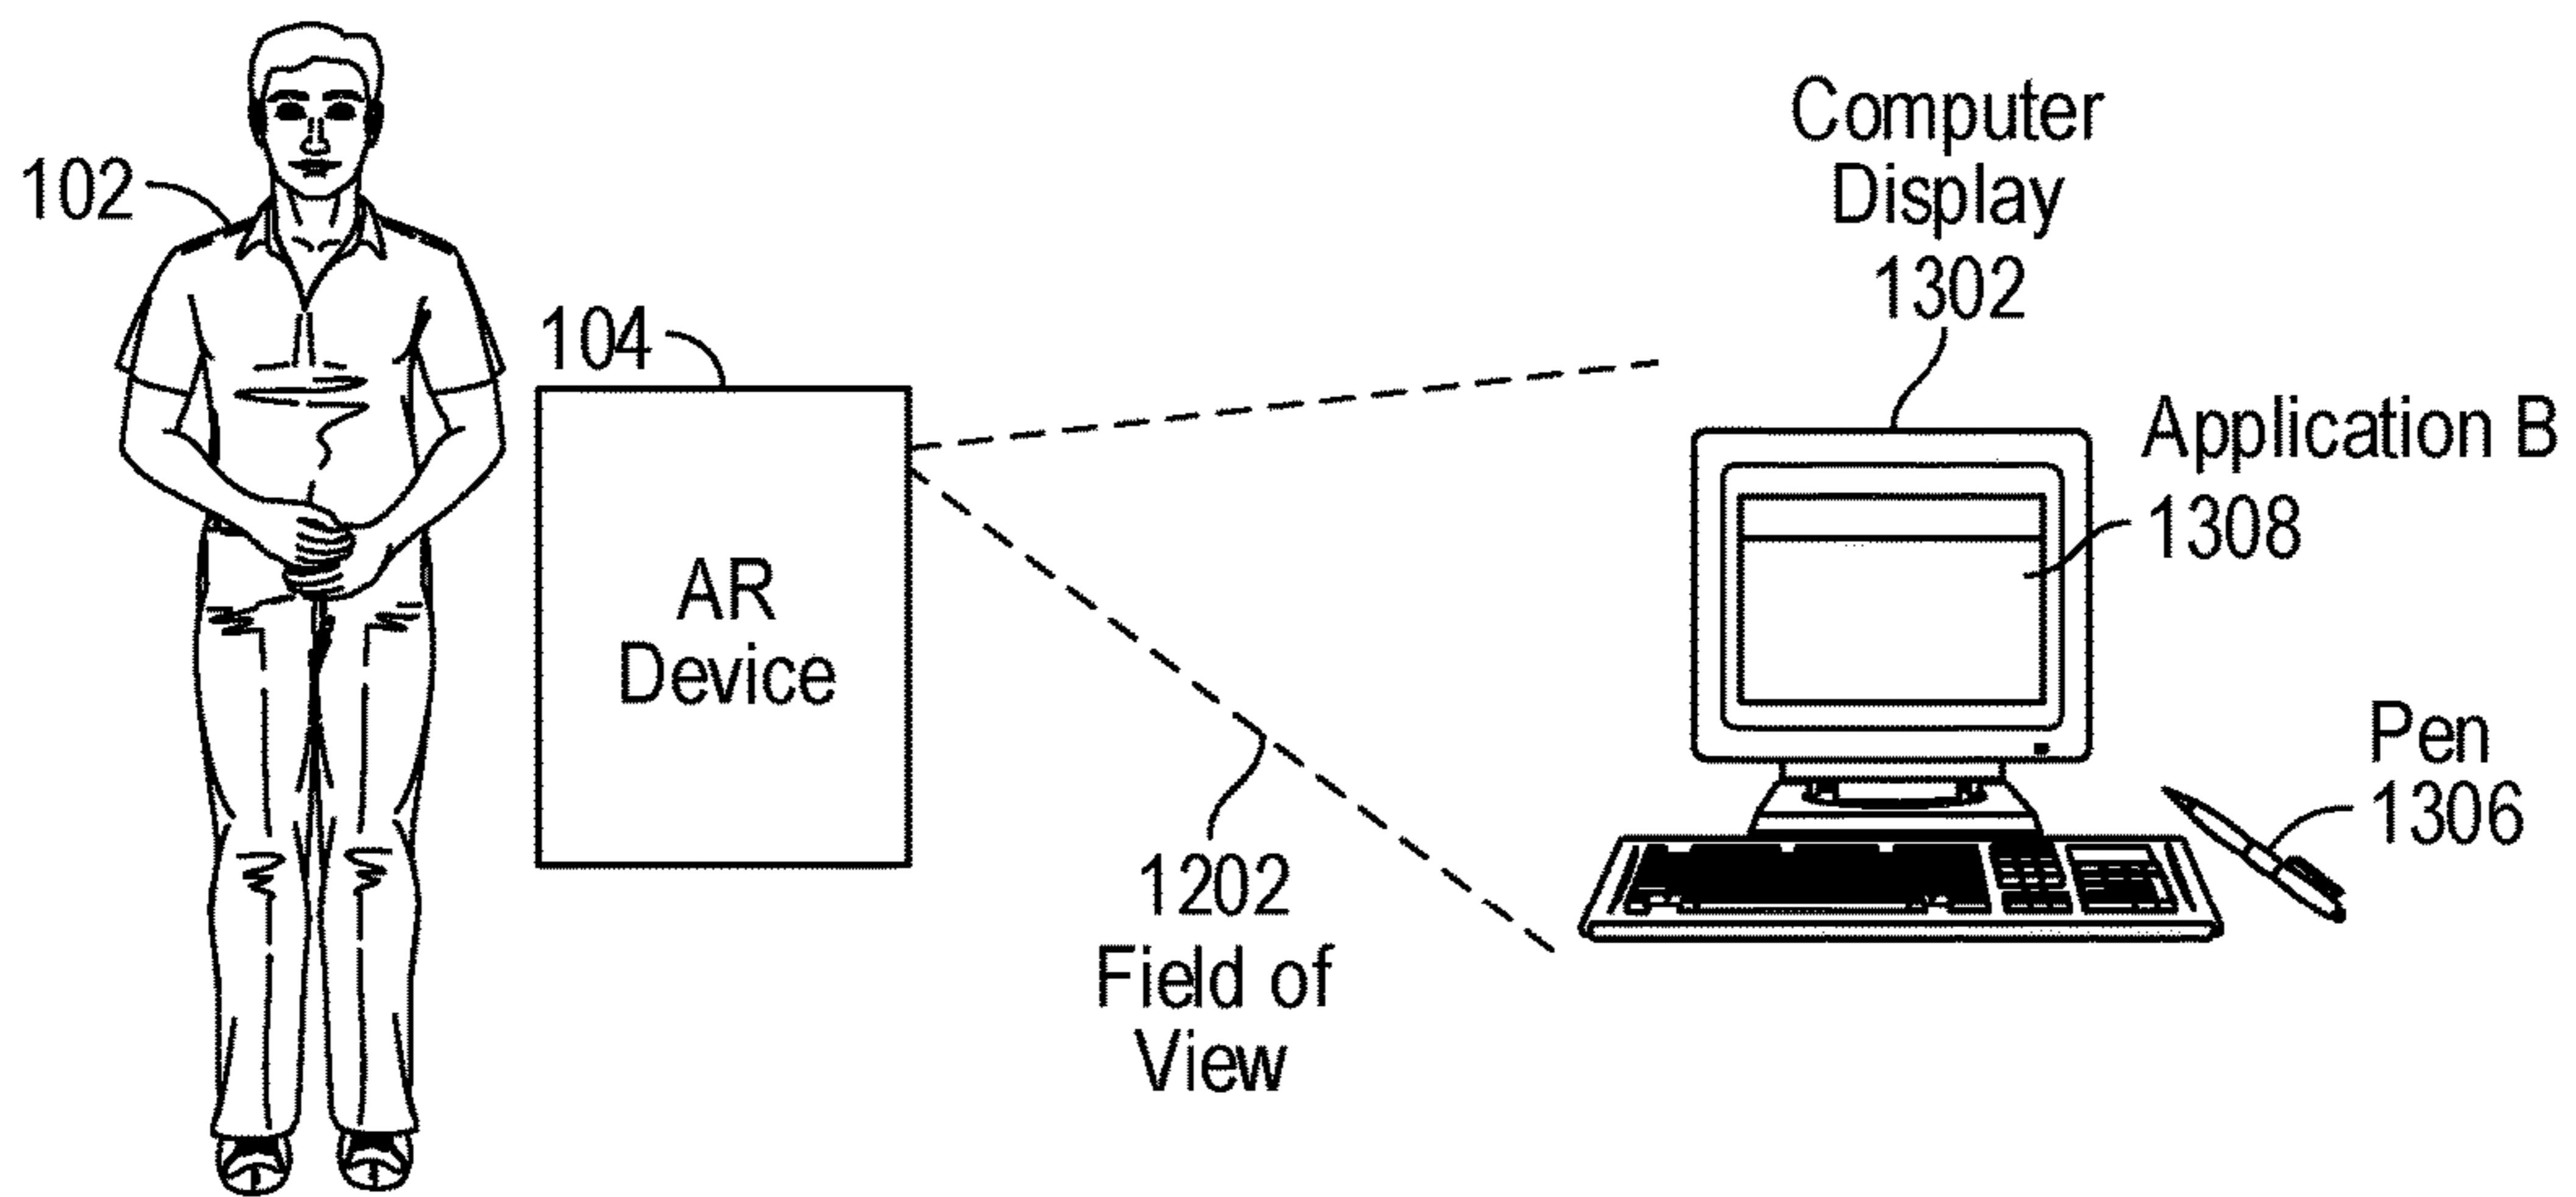 102
104
AR
Device
1202
Field of
View
Computer
Display
1302
Application B
1308
Pen
1306